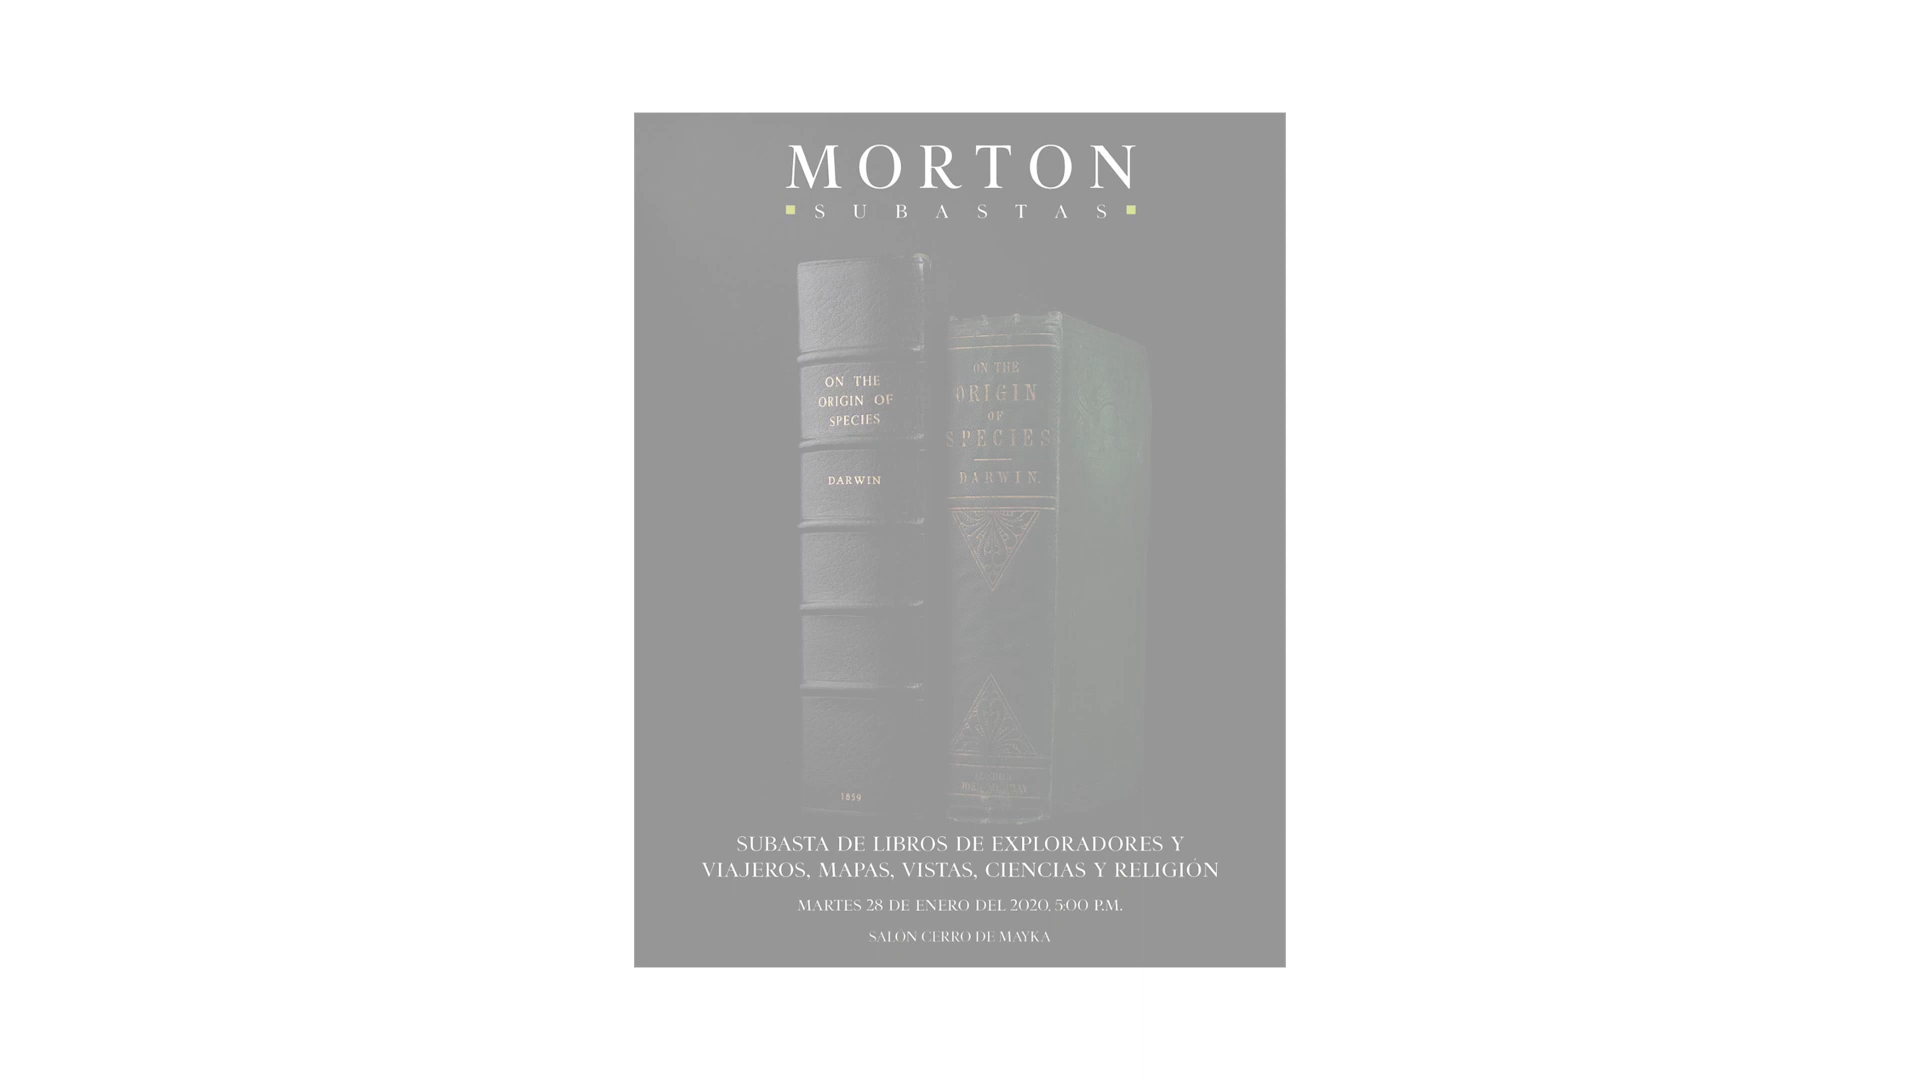 MORTON
SUBASTAS
ON THE
ORIGIN OF
SPECIES
DARWIN
1859
ON THE
ORIGIN
OF
SPECIES
DARWIN.
SUBASTA DE LIBROS DE EXPLORADORES Y
VIAJEROS, MAPAS, VISTAS, CIENCIAS Y RELIGIÓN
MARTES 28 DE ENERO DEL 2020, 5:00 P.M.
SALON CERRO DE MAYKA